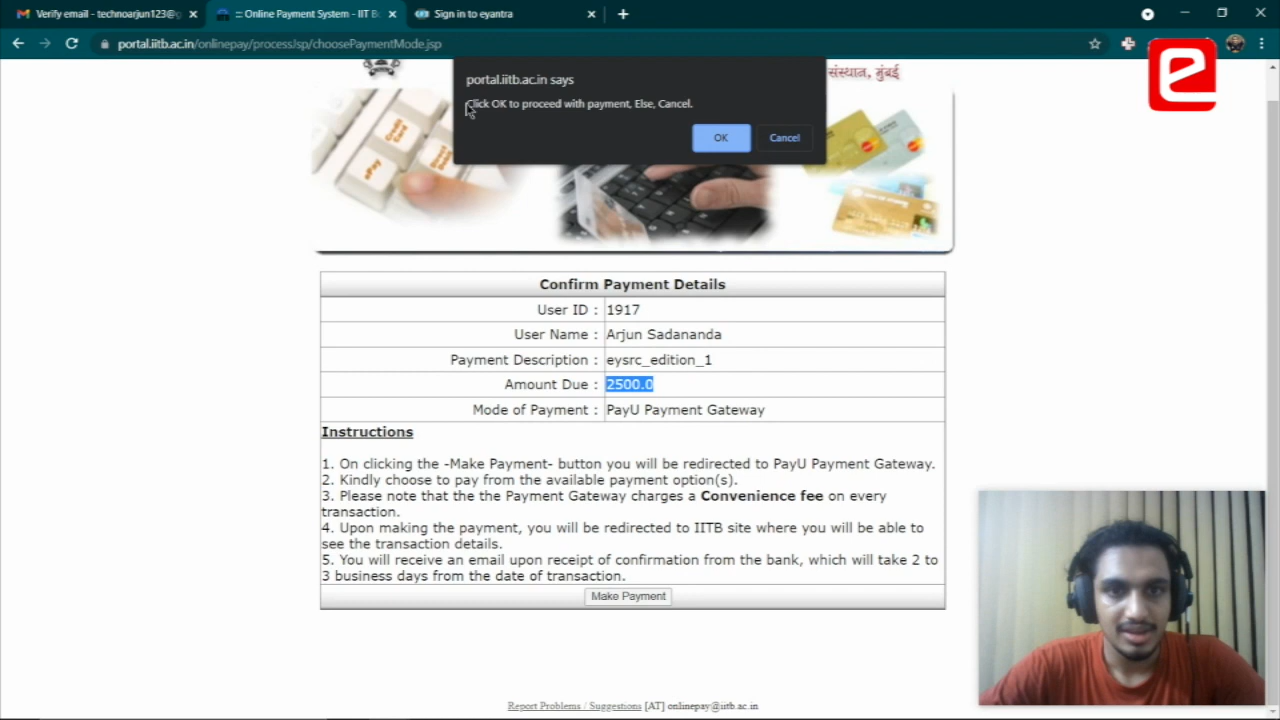 Verify email - technoarjun123@g
:: Online Payment System - IIT B
Sign in to eyantra
portal.iitb.ac.in/onlinepay/processJsp/choosePaymentMode.jsp
e
संस्थान, मुंबई
portal.iitb.ac.in says
Click OK to proceed with payment, Else, Cancel.
OK
Cancel
Credit Card
ePay
Confirm Payment Details
User ID : 1917
User Name : Arjun Sadananda
Payment Description : eysrc_edition_1
Amount Due : 2500.0
Mode of Payment : PayU Payment Gateway
Instructions
1. On clicking the -Make Payment- button you will be redirected to PayU Payment Gateway.
2. Kindly choose to pay from the available payment option(s).
3. Please note that the the Payment Gateway charges a Convenience fee on every
transaction.
4. Upon making the payment, you will be redirected to IITB site where you will be able to
see the transaction details.
5. You will receive an email upon receipt of confirmation from the bank, which will take 2 to
3 business days from the date of transaction.
Make Payment
Report Problems / Suggestions [AT] onlinepay@iitb.ac.in